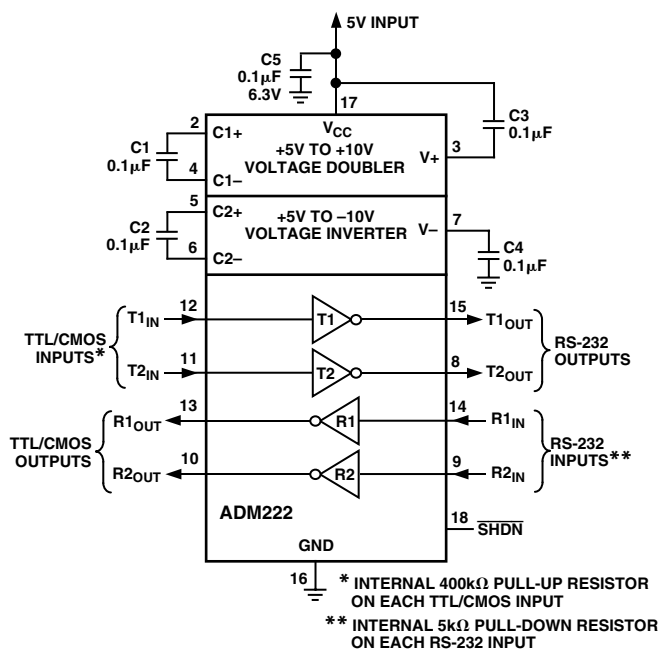 5V INPUT
C5
0.1µF
6.3V
17
C3
0.1µF
2
C1+
VCC
+5V TO +10V
VOLTAGE DOUBLER
V+
3
C1
0.1µF
4
C1–
5
C2+
+5V TO –10V
VOLTAGE INVERTER
V–
7
C2
0.1µF
6
C2–
C4
0.1µF
TTL/CMOS
INPUTS*
T1IN
12
T1
15
T1OUT
T2IN
11
T2
8
T2OUT
RS-232
OUTPUTS
TTL/CMOS
OUTPUTS
R1OUT
13
R1
14
R1IN
R2OUT
10
R2
9
R2IN
RS-232
INPUTS**
ADM222
18
SHDN
GND
16
* INTERNAL 400kΩ PULL-UP RESISTOR
ON EACH TTL/CMOS INPUT
** INTERNAL 5kΩ PULL-DOWN RESISTOR
ON EACH RS-232 INPUT